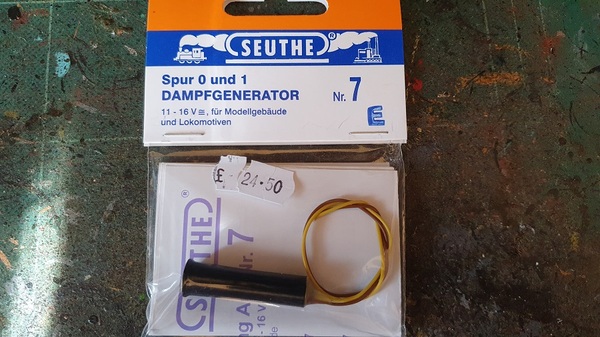 SEUTHE®
Spur 0 und 1
DAMPFGENERATOR
Nr. 7
11 - 16 V ≅, für Modellgebäude
und Lokomotiven
£ 24.50
SEUTHE®
Nr. 7
- 16 V